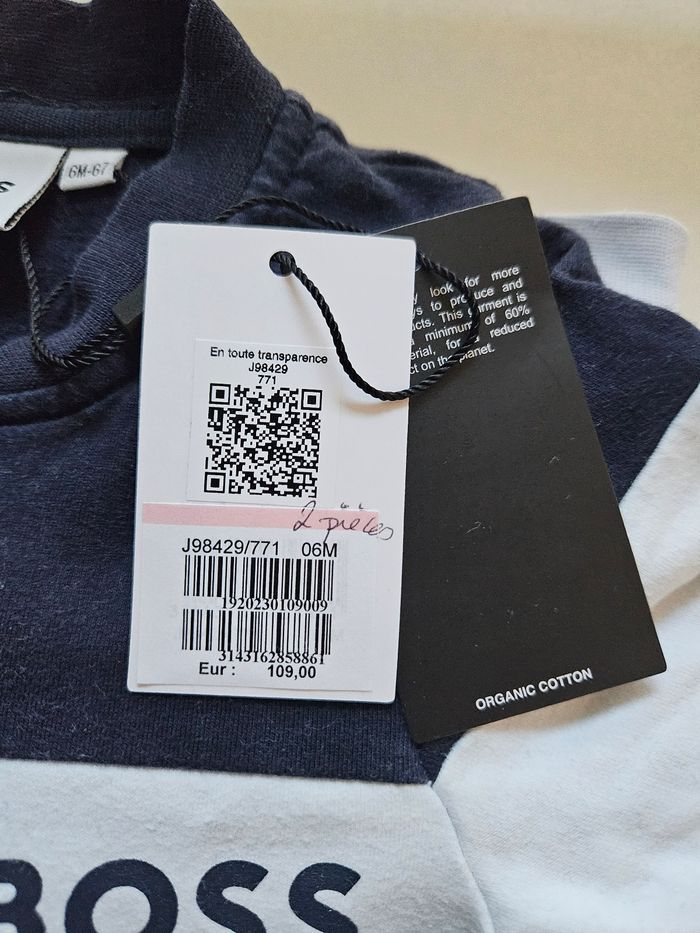 6M-67
En toute transparence
J98429
771
2 pièces
J98429/771 06M
1920230109009
3143162858861
Eur : 109,00
look for more
to produce and
This garment is
minimum of 60%
for reduced
on the planet.
ORGANIC COTTON
BOSS